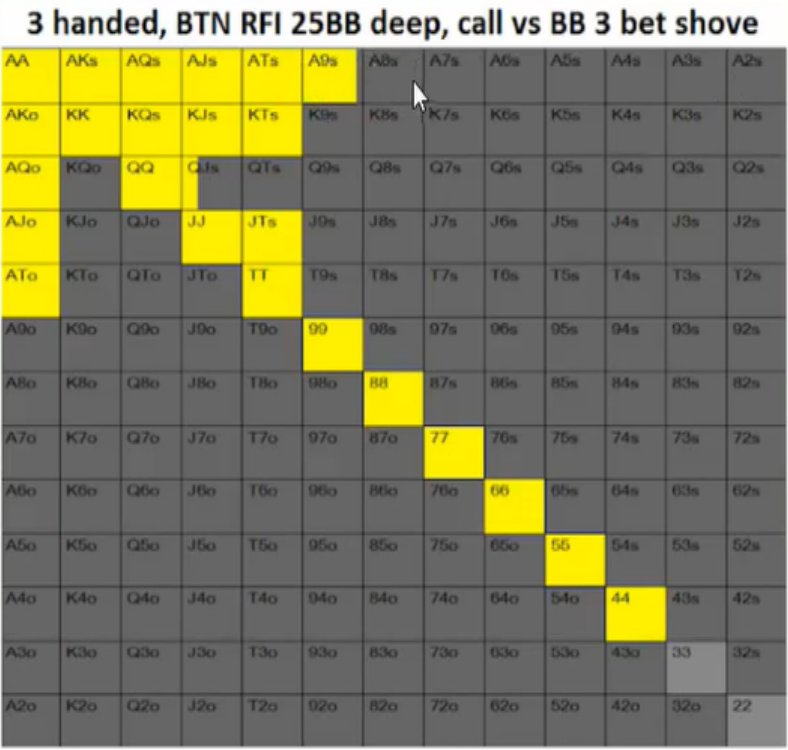 3 handed, BTN RFI 25BB deep, call vs BB 3 bet shove
AA AKs AQs AJs ATs A9s A8s A7s A6s A5s A4s A3s A2s
AKo KK KQs KJs KTs K9s K8s K7s K6s K5s K4s K3s K2s
AQo KQo QQ QJs QTs Q9s Q8s Q7s Q6s Q5s Q4s Q3s Q2s
AJo KJo QJo JJ JTs J9s J8s J7s J6s J5s J4s J3s J2s
ATo KTo QTo JTo TT T9s T8s T7s T6s T5s T4s T3s T2s
A9o K9o Q9o J9o T9o 99 98s 97s 96s 95s 94s 93s 92s
A8o K8o Q8o J8o T8o 98o 88 87s 86s 85s 84s 83s 82s
A7o K7o Q7o J7o T7o 97o 87o 77 76s 75s 74s 73s 72s
A6o K6o Q6o J6o T6o 96o 86o 76o 66 65s 64s 63s 62s
A5o K5o Q5o J5o T5o 95o 85o 75o 65o 55 54s 53s 52s
A4o K4o Q4o J4o T4o 94o 84o 74o 64o 54o 44 43s 42s
A3o K3o Q3o J3o T3o 93o 83o 73o 63o 53o 43o 33 32s
A2o K2o Q2o J2o T2o 92o 82o 72o 62o 52o 42o 32o 22